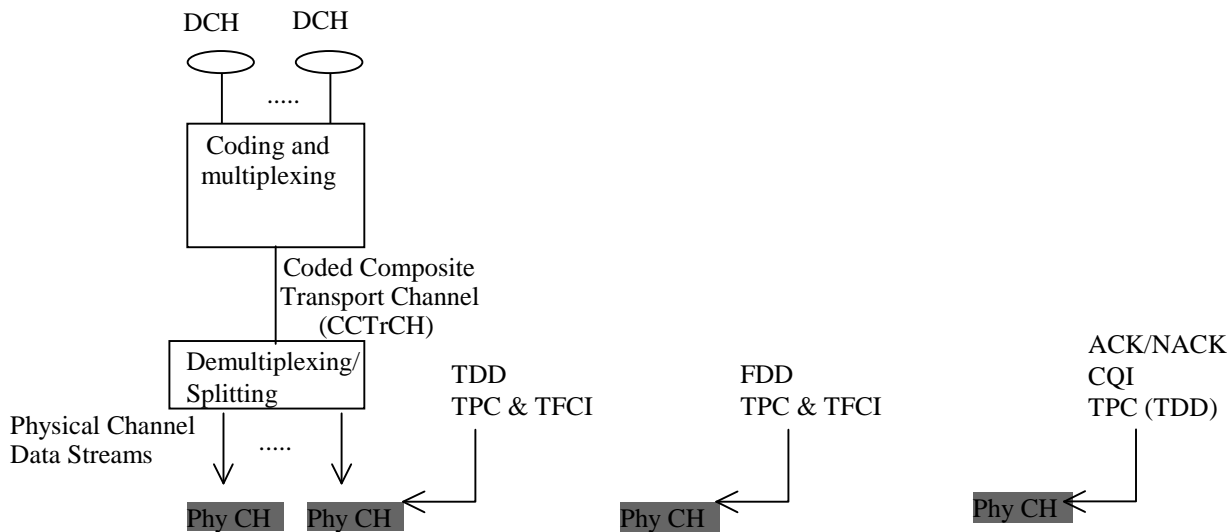 DCH DCH
.....
Coding and
multiplexing
Coded Composite
Transport Channel
(CCTrCH)
Demultiplexing/
Splitting
Physical Channel
Data Streams
.....
TDD
TPC & TFCI
FDD
TPC & TFCI
ACK/NACK
CQI
TPC (TDD)
Phy CH Phy CH Phy CH Phy CH